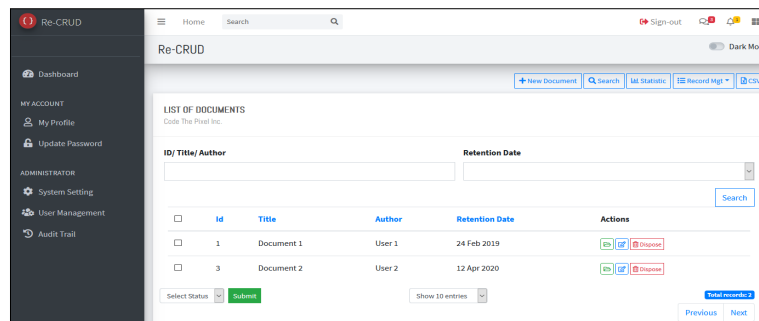 Re-CRUD
Home Search Sign-out
Re-CRUD Dark Mo
Dashboard
New Document Search Statistic Record Mgt CSV
MY ACCOUNT
My Profile
Update Password
ADMINISTRATOR
System Setting
User Management
Audit Trail
LIST OF DOCUMENTS
Code The Pixel Inc.
ID/ Title/ Author Retention Date
Search
Id Title Author Retention Date Actions
1 Document 1 User 1 24 Feb 2019 Dispose
3 Document 2 User 2 12 Apr 2020 Dispose
Select Status Submit Show 10 entries Total records: 2
Previous Next